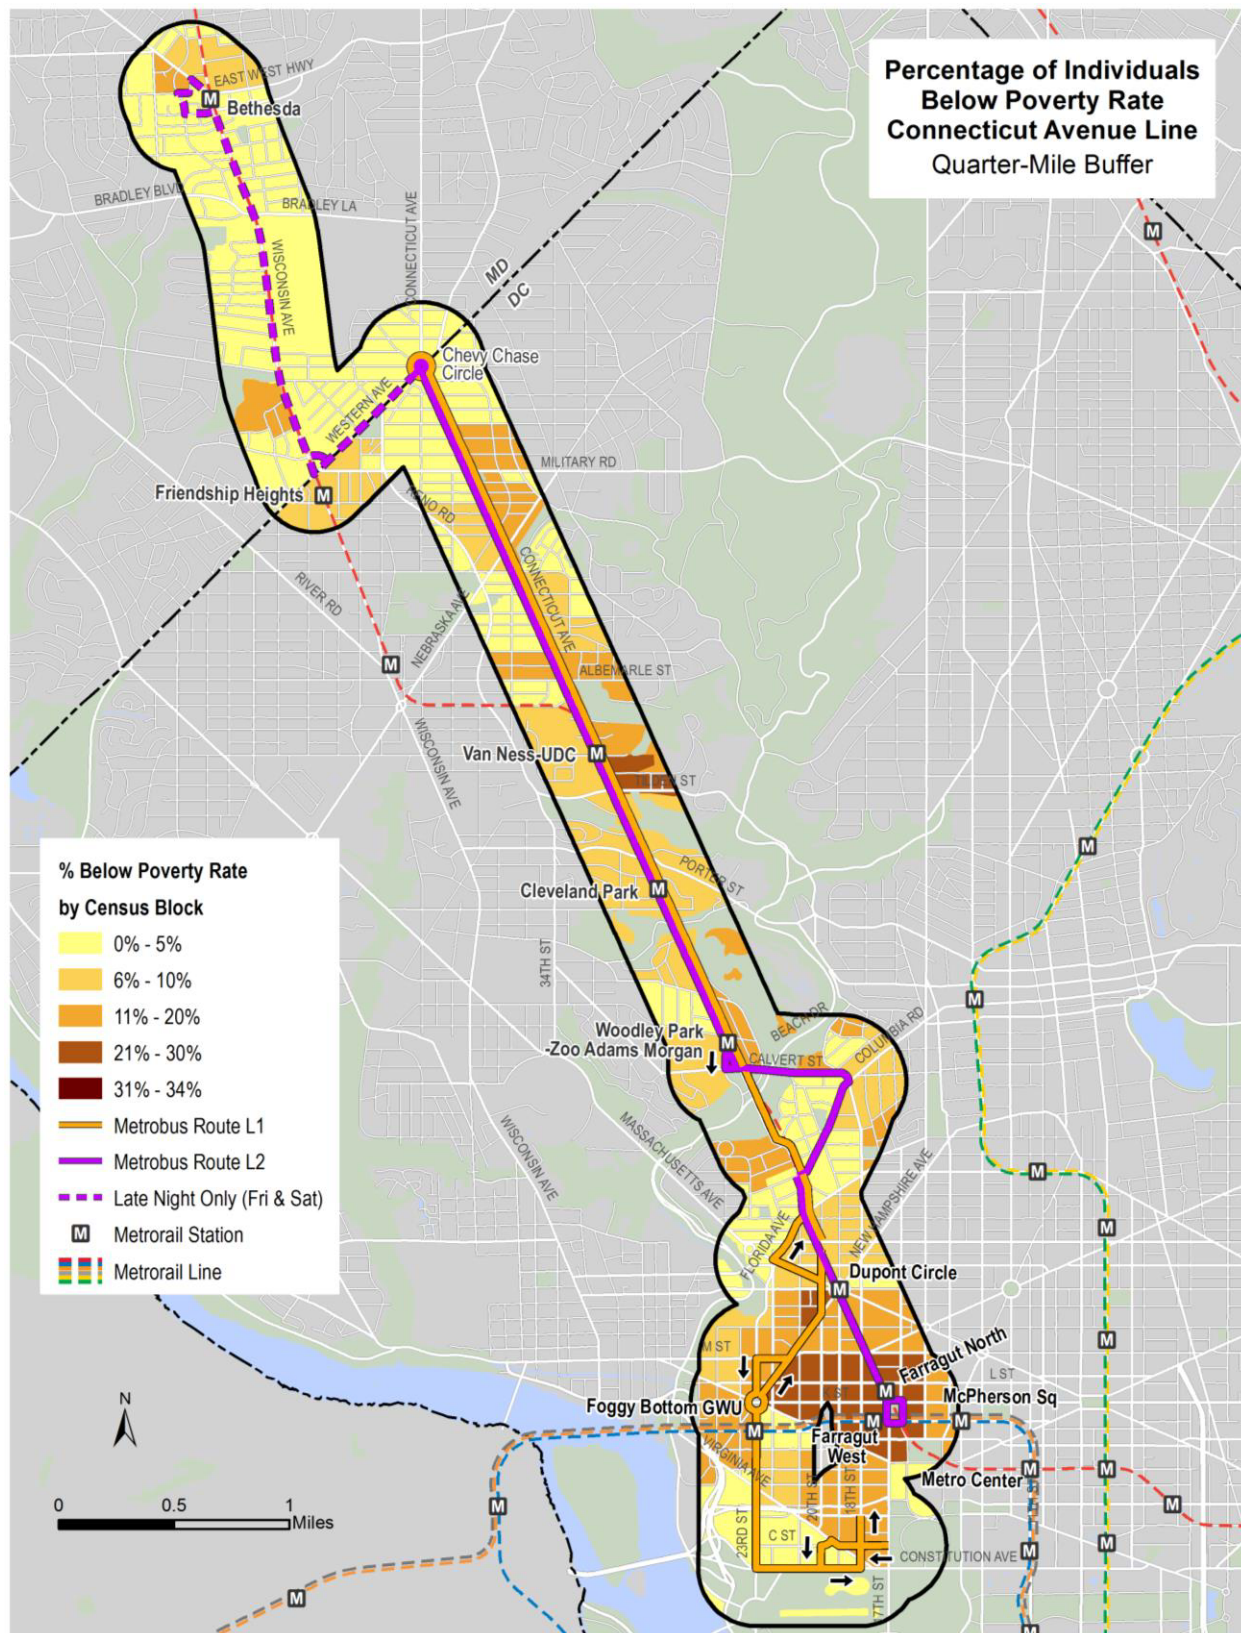 Percentage of Individuals
Below Poverty Rate
Connecticut Avenue Line
Quarter-Mile Buffer
EAST WEST HWY
M
Bethesda
BRADLEY BLVD
BRADLEY LA
CONNECTICUT AVE
WISCONSIN AVE
MD
DC
M
Chevy Chase
Circle
WESTERN AVE
MILITARY RD
Friendship Heights
M
RENO RD
CONNECTICUT AVE
RIVER RD
NEBRASKA AVE
M
ALBEMARLE ST
WISCONSIN AVE
Van Ness-UDC
M
ST
M
PORTER ST
Cleveland Park
M
34TH ST
M
BEACH DR
COLUMBIA RD
Woodley Park
-Zoo Adams Morgan
M
CALVERT ST
MASSACHUSETTS AVE
WISCONSIN AVE
M
NEW HAMPSHIRE AVE
FLORIDA AVE
M
Dupont Circle
M
M
M ST
Farragut North
L ST
M
K ST
McPherson Sq
Foggy Bottom GWU
M
M
M
Farragut
West
VIRGINIA AVE
Metro Center
M
M
20TH ST
18TH ST
M
M
23RD ST
C ST
CONSTITUTION AVE
M
M
17TH ST
M
M
% Below Poverty Rate
by Census Block
0% - 5%
6% - 10%
11% - 20%
21% - 30%
31% - 34%
Metrobus Route L1
Metrobus Route L2
Late Night Only (Fri & Sat)
M Metrorail Station
Metrorail Line
N
0 0.5 1
Miles